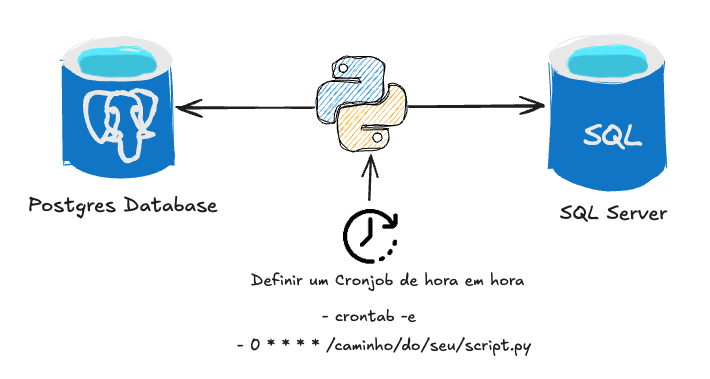 SQL
Postgres Database
SQL Server
Definir um Cronjob de hora em hora
- crontab -e
- 0 * * * * /caminho/do/seu/script.py